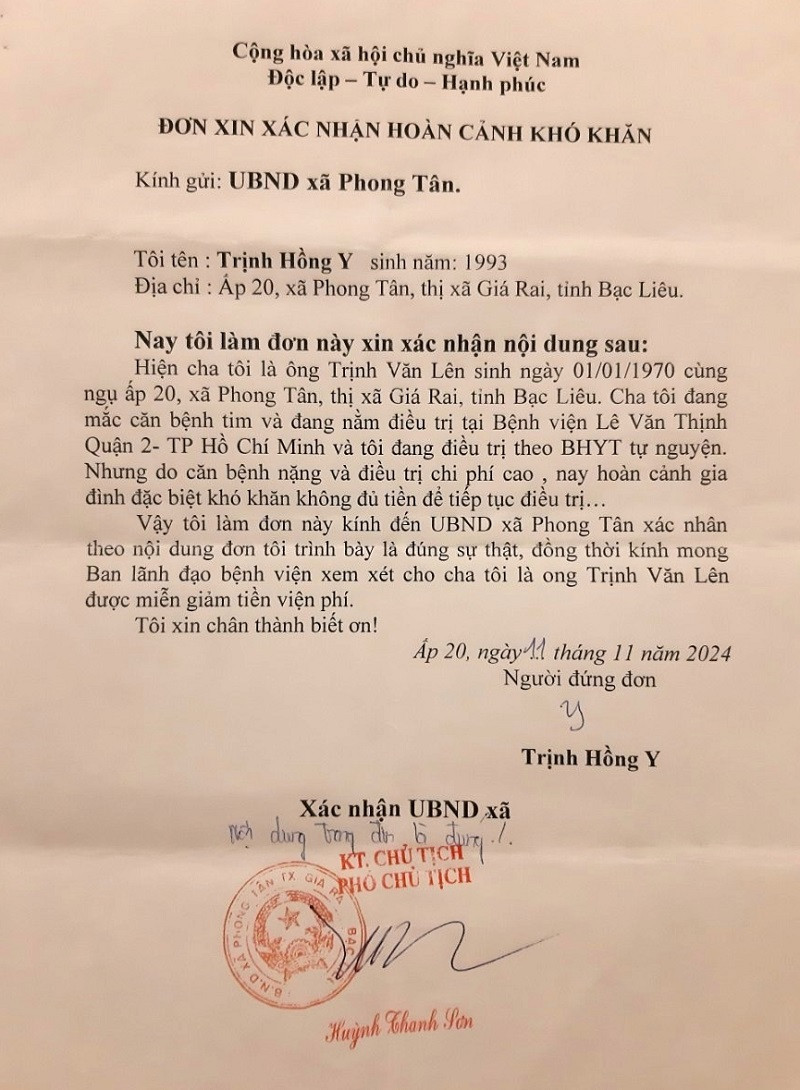 Cộng hòa xã hội chủ nghĩa Việt Nam
Độc lập – Tự do – Hạnh phúc
ĐƠN XIN XÁC NHẬN HOÀN CẢNH KHÓ KHĂN
Kính gửi: UBND xã Phong Tân.
Tôi tên : Trịnh Hồng Y sinh năm: 1993
Địa chỉ : Ấp 20, xã Phong Tân, thị xã Giá Rai, tỉnh Bạc Liêu.
Nay tôi làm đơn này xin xác nhận nội dung sau:
Hiện cha tôi là ông Trịnh Văn Lên sinh ngày 01/01/1970 cùng
ngụ ấp 20, xã Phong Tân, thị xã Giá Rai, tỉnh Bạc Liêu. Cha tôi đang
mắc căn bệnh tim và đang nằm điều trị tại Bệnh viện Lê Văn Thịnh
Quận 2- TP Hồ Chí Minh và tôi đang điều trị theo BHYT tự nguyện.
Nhưng do căn bệnh nặng và điều trị chi phí cao , nay hoàn cảnh gia
đình đặc biệt khó khăn không đủ tiền để tiếp tục điều trị…
Vậy tôi làm đơn này kính đến UBND xã Phong Tân xác nhân
theo nội dung đơn tôi trình bày là đúng sự thật, đồng thời kính mong
Ban lãnh đạo bệnh viện xem xét cho cha tôi là ong Trịnh Văn Lên
được miễn giảm tiền viện phí.
Tôi xin chân thành biết ơn!
Ấp 20, ngày 11 tháng 11 năm 2024
Người đứng đơn
Y
Trịnh Hồng Y
Xác nhận UBND xã
Nội dung trong đơn là đúng./.
KT. CHỦ TỊCH
PHÓ CHỦ TỊCH
B.N.D XÃ PHONG TÂN TX GIÁ RA BẠC
Huỳnh Thanh Sơn